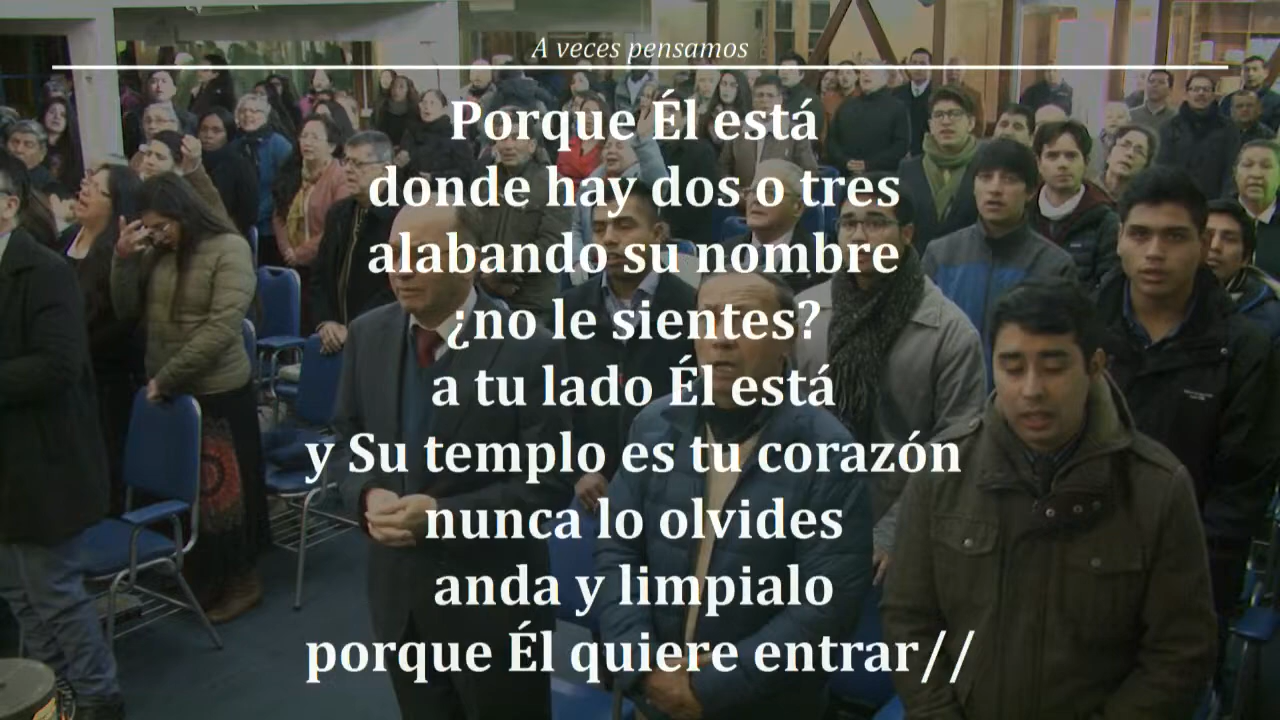 A veces pensamos
Porque Él está
donde hay dos o tres
alabando su nombre
¿no le sientes?
a tu lado Él está
y Su templo es tu corazón
nunca lo olvides
anda y limpialo
porque Él quiere entrar//